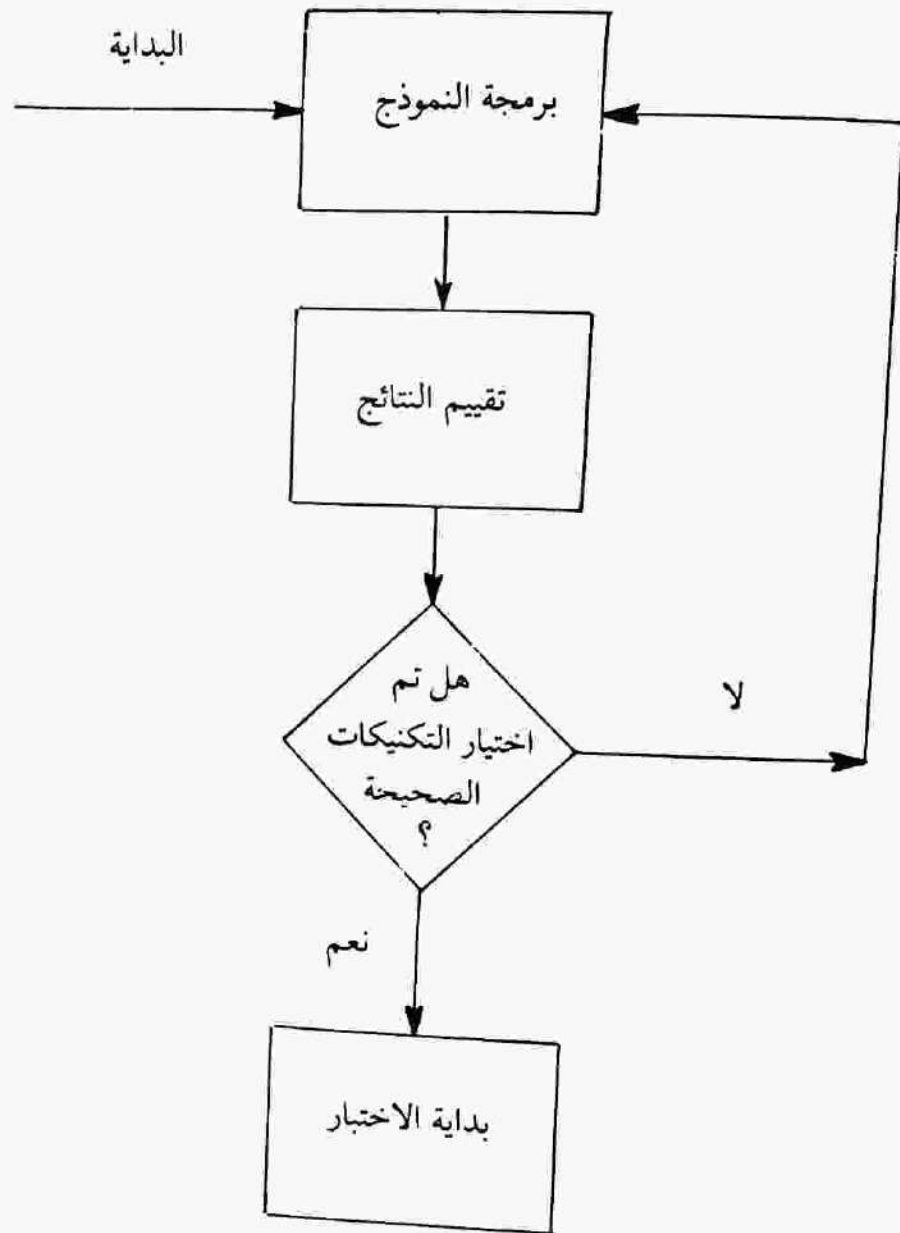 البداية
برمجة النموذج
تقييم النتائج
هل تم
اختيار التكنيكات
الصحيحة
؟
لا
نعم
بداية الاختبار